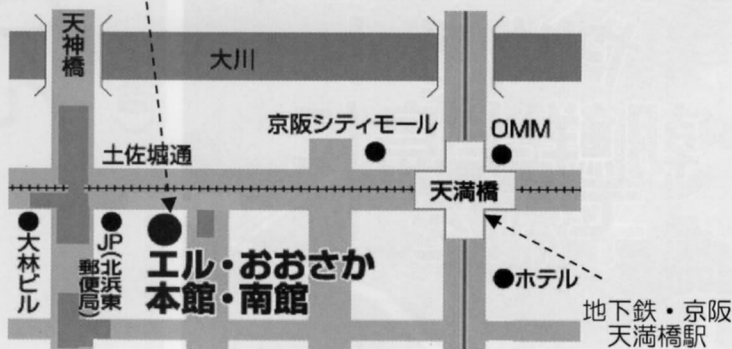 天神橋
大川
京阪シティモール
OMM
土佐堀通
天満橋
大林ビル
JP(北浜東
郵便局)
エル・おおさか
本館・南館
ホテル
地下鉄・京阪
天満橋駅